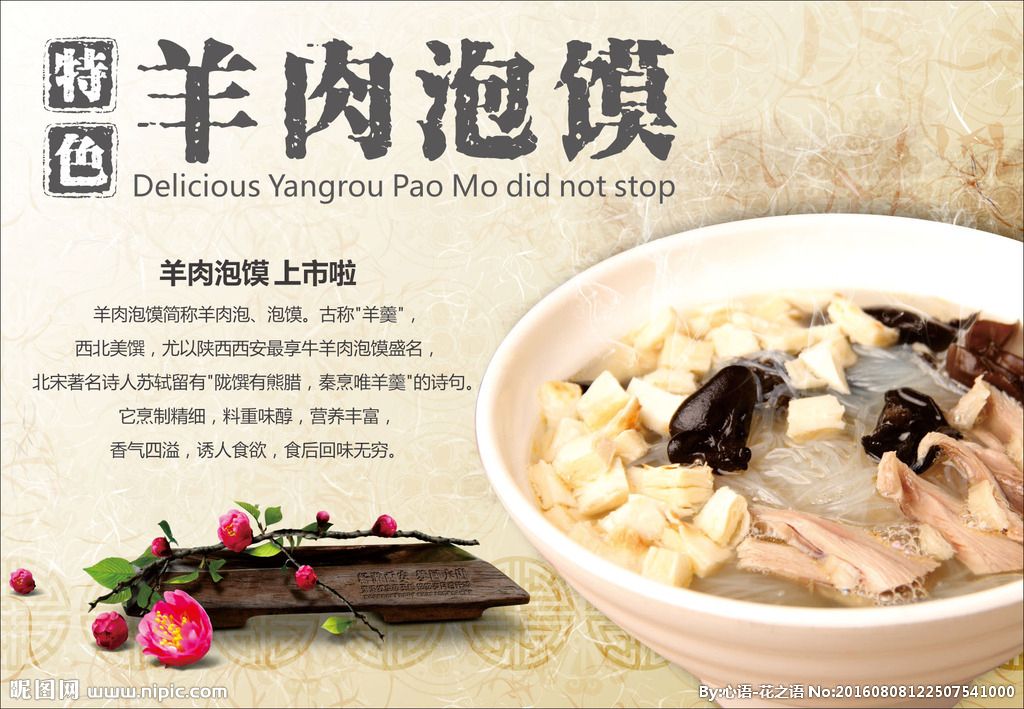 特色
羊肉泡馍
Delicious Yangrou Pao Mo did not stop
羊肉泡馍 上市啦
羊肉泡馍简称羊肉泡、泡馍。古称"羊羹"，
西北美馔，尤以陕西西安最享牛羊肉泡馍盛名，
北宋著名诗人苏轼留有"陇馔有熊腊，秦烹唯羊羹"的诗句。
它烹制精细，料重味醇，营养丰富，
香气四溢，诱人食欲，食后回味无穷。
昵图网 www.nipic.com
By:心语-花之语 No:20160808122507541000